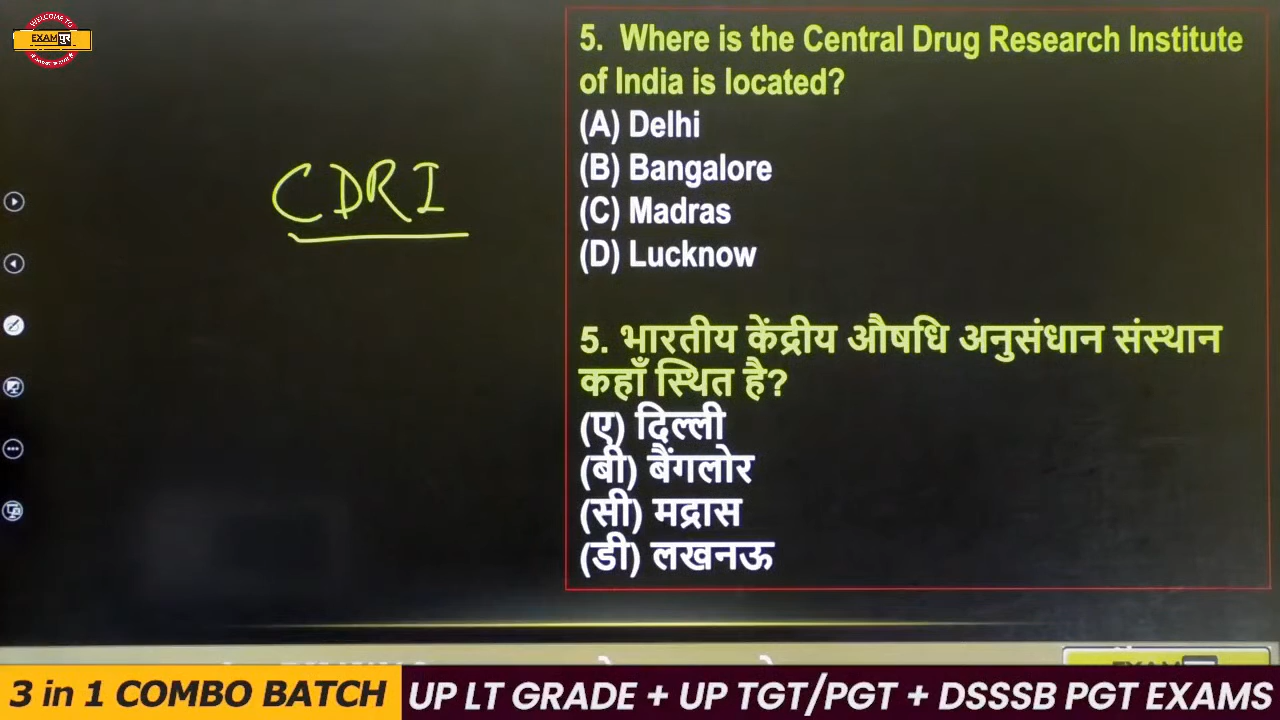 WELCOME TO
EXAM पुर
CDRI
5. Where is the Central Drug Research Institute
of India is located?
(A) Delhi
(B) Bangalore
(C) Madras
(D) Lucknow
5. भारतीय केंद्रीय औषधि अनुसंधान संस्थान
कहाँ स्थित है?
(ए) दिल्ली
(बी) बैंगलोर
(सी) मद्रास
(डी) लखनऊ
3 in 1 COMBO BATCH UP LT GRADE + UP TGT/PGT + DSSSB PGT EXAMS